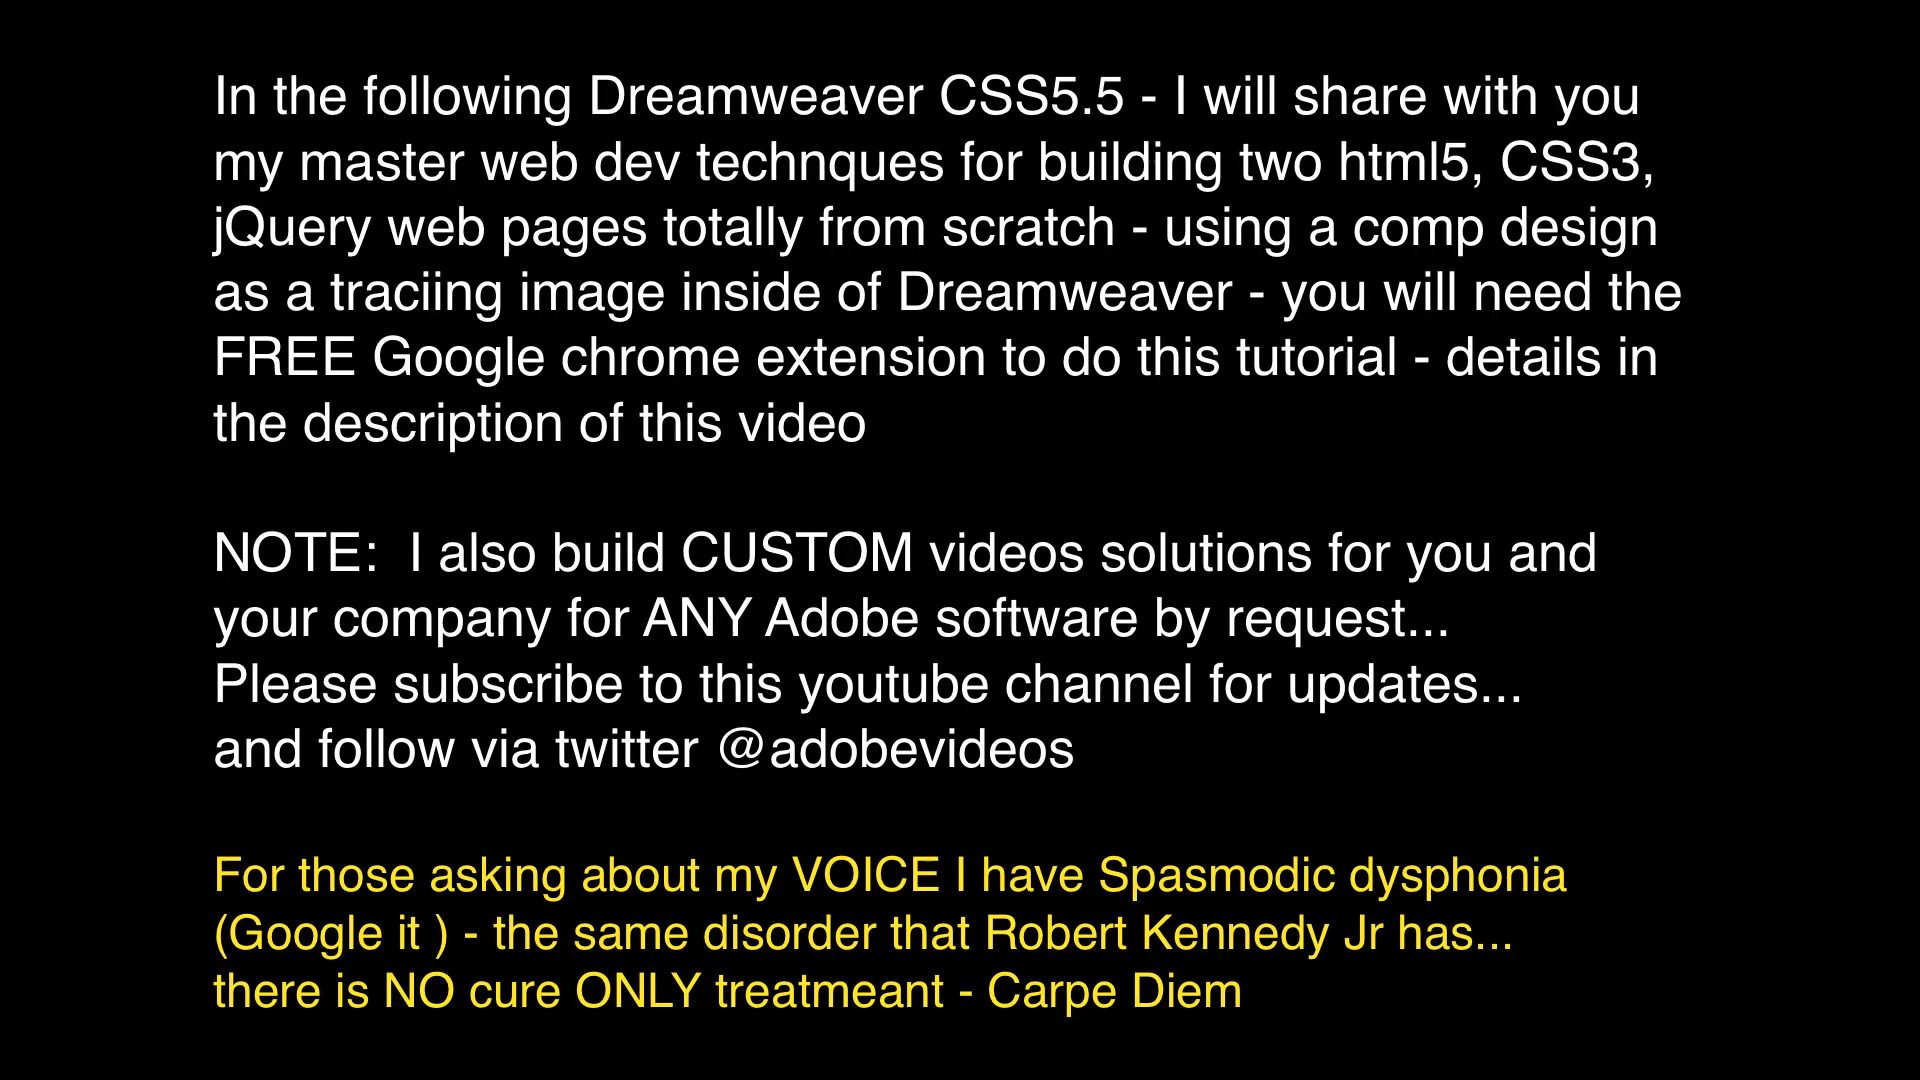 In the following Dreamweaver CSS5.5 - I will share with you
my master web dev technques for building two html5, CSS3,
jQuery web pages totally from scratch - using a comp design
as a traciing image inside of Dreamweaver - you will need the
FREE Google chrome extension to do this tutorial - details in
the description of this video
NOTE:  I also build CUSTOM videos solutions for you and
your company for ANY Adobe software by request...
Please subscribe to this youtube channel for updates...
and follow via twitter @adobevideos
For those asking about my VOICE I have Spasmodic dysphonia
(Google it ) - the same disorder that Robert Kennedy Jr has...
there is NO cure ONLY treatmeant - Carpe Diem